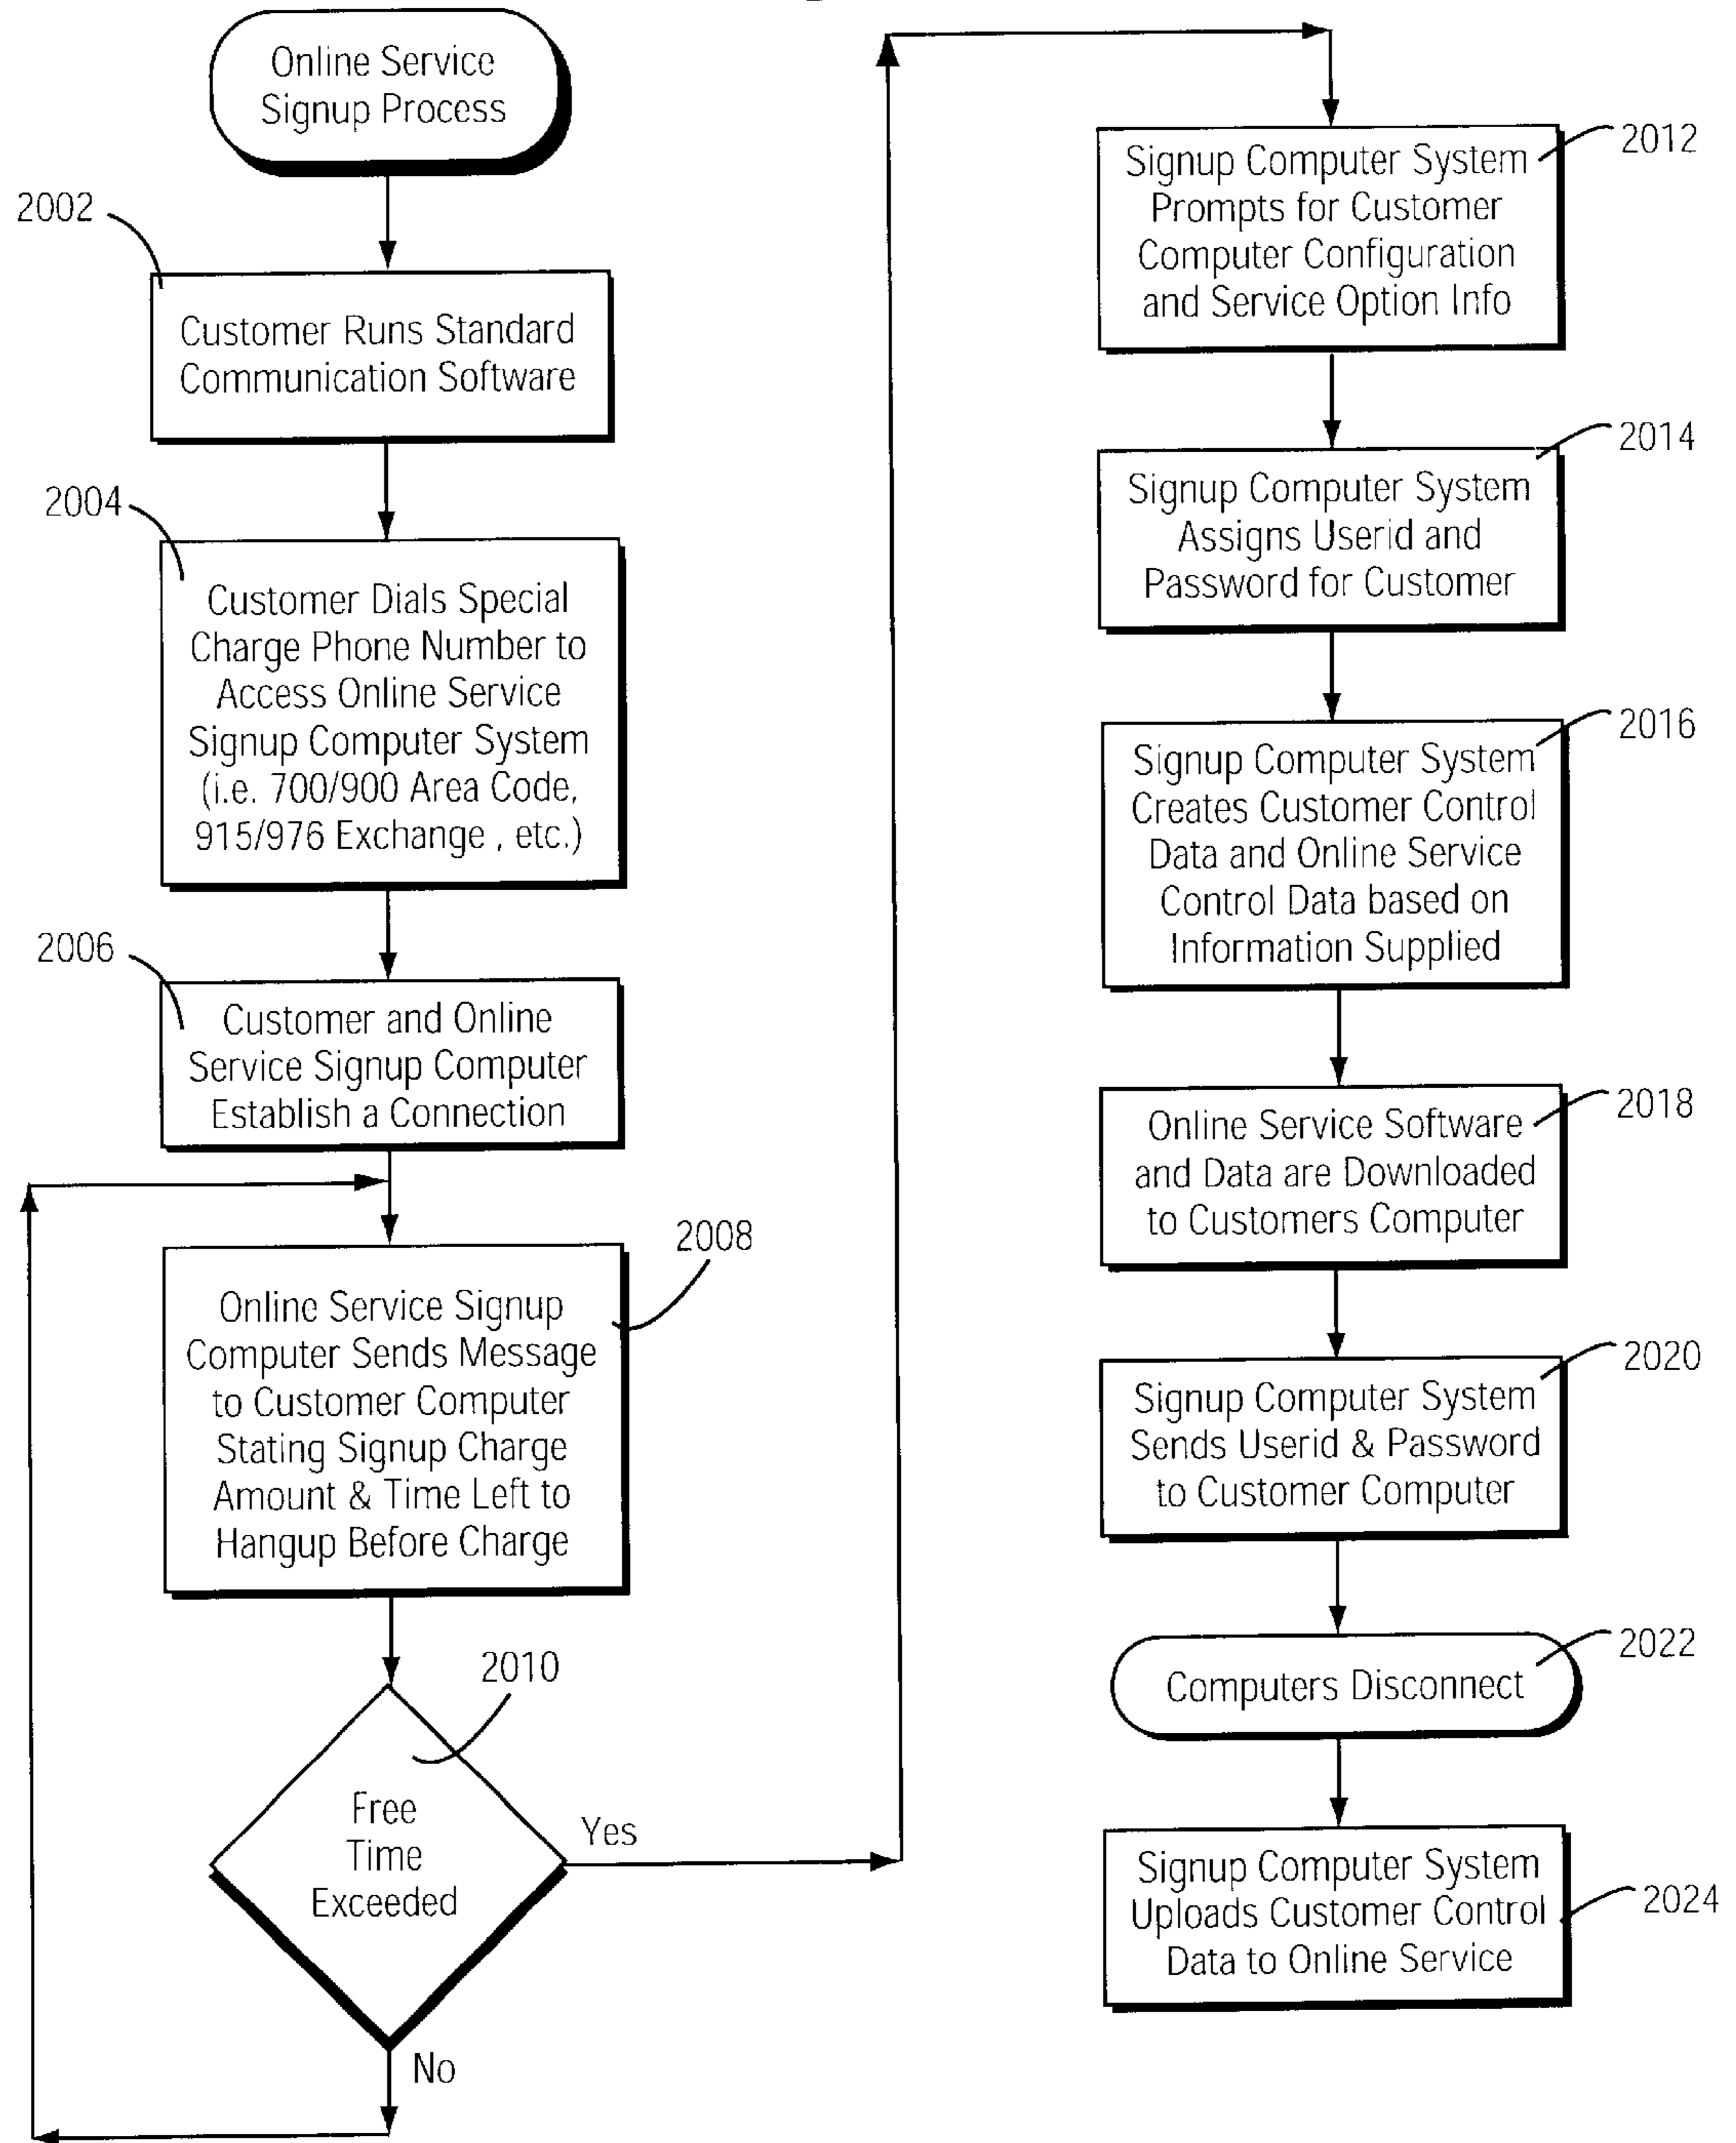 Online Service
Signup Process
2002
Customer Runs Standard
Communication Software
2004
Customer Dials Special
Charge Phone Number to
Access Online Service
Signup Computer System
(i.e. 700/900 Area Code,
915/976 Exchange , etc.)
2006
Customer and Online
Service Signup Computer
Establish a Connection
2008
Online Service Signup
Computer Sends Message
to Customer Computer
Stating Signup Charge
Amount & Time Left to
Hangup Before Charge
2010
Free
Time
Exceeded
Yes
No
2012
Signup Computer System
Prompts for Customer
Computer Configuration
and Service Option Info
2014
Signup Computer System
Assigns Userid and
Password for Customer
2016
Signup Computer System
Creates Customer Control
Data and Online Service
Control Data based on
Information Supplied
2018
Online Service Software
and Data are Downloaded
to Customers Computer
2020
Signup Computer System
Sends Userid & Password
to Customer Computer
2022
Computers Disconnect
2024
Signup Computer System
Uploads Customer Control
Data to Online Service